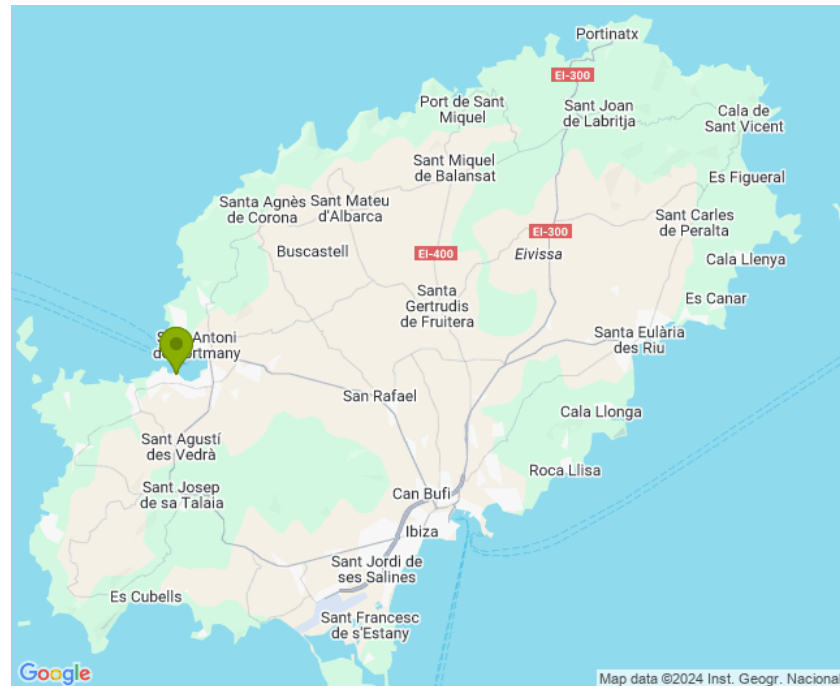 Portinatx
EI-300
Port de Sant
Miquel
Sant Joan
de Labritja
Cala de
Sant Vicent
Sant Miquel
de Balansat
Es Figueral
Santa Agnès
de Corona
Sant Mateu
d'Albarca
Sant Carles
de Peralta
EI-300
Buscastell
EI-400
Eivissa
Cala Llenya
Santa
Gertrudis
de Fruitera
Es Canar
Antoni
Santa Eulària
des Riu
San Rafael
Cala Llonga
Sant Agustí
des Vedrà
Roca Llisa
Sant Josep
de sa Talaia
Can Bufi
Ibiza
Sant Jordi de
ses Salines
Es Cubells
Sant Francesc
de s'Estany
Google
Map data ©2024 Inst. Geogr. Nacional